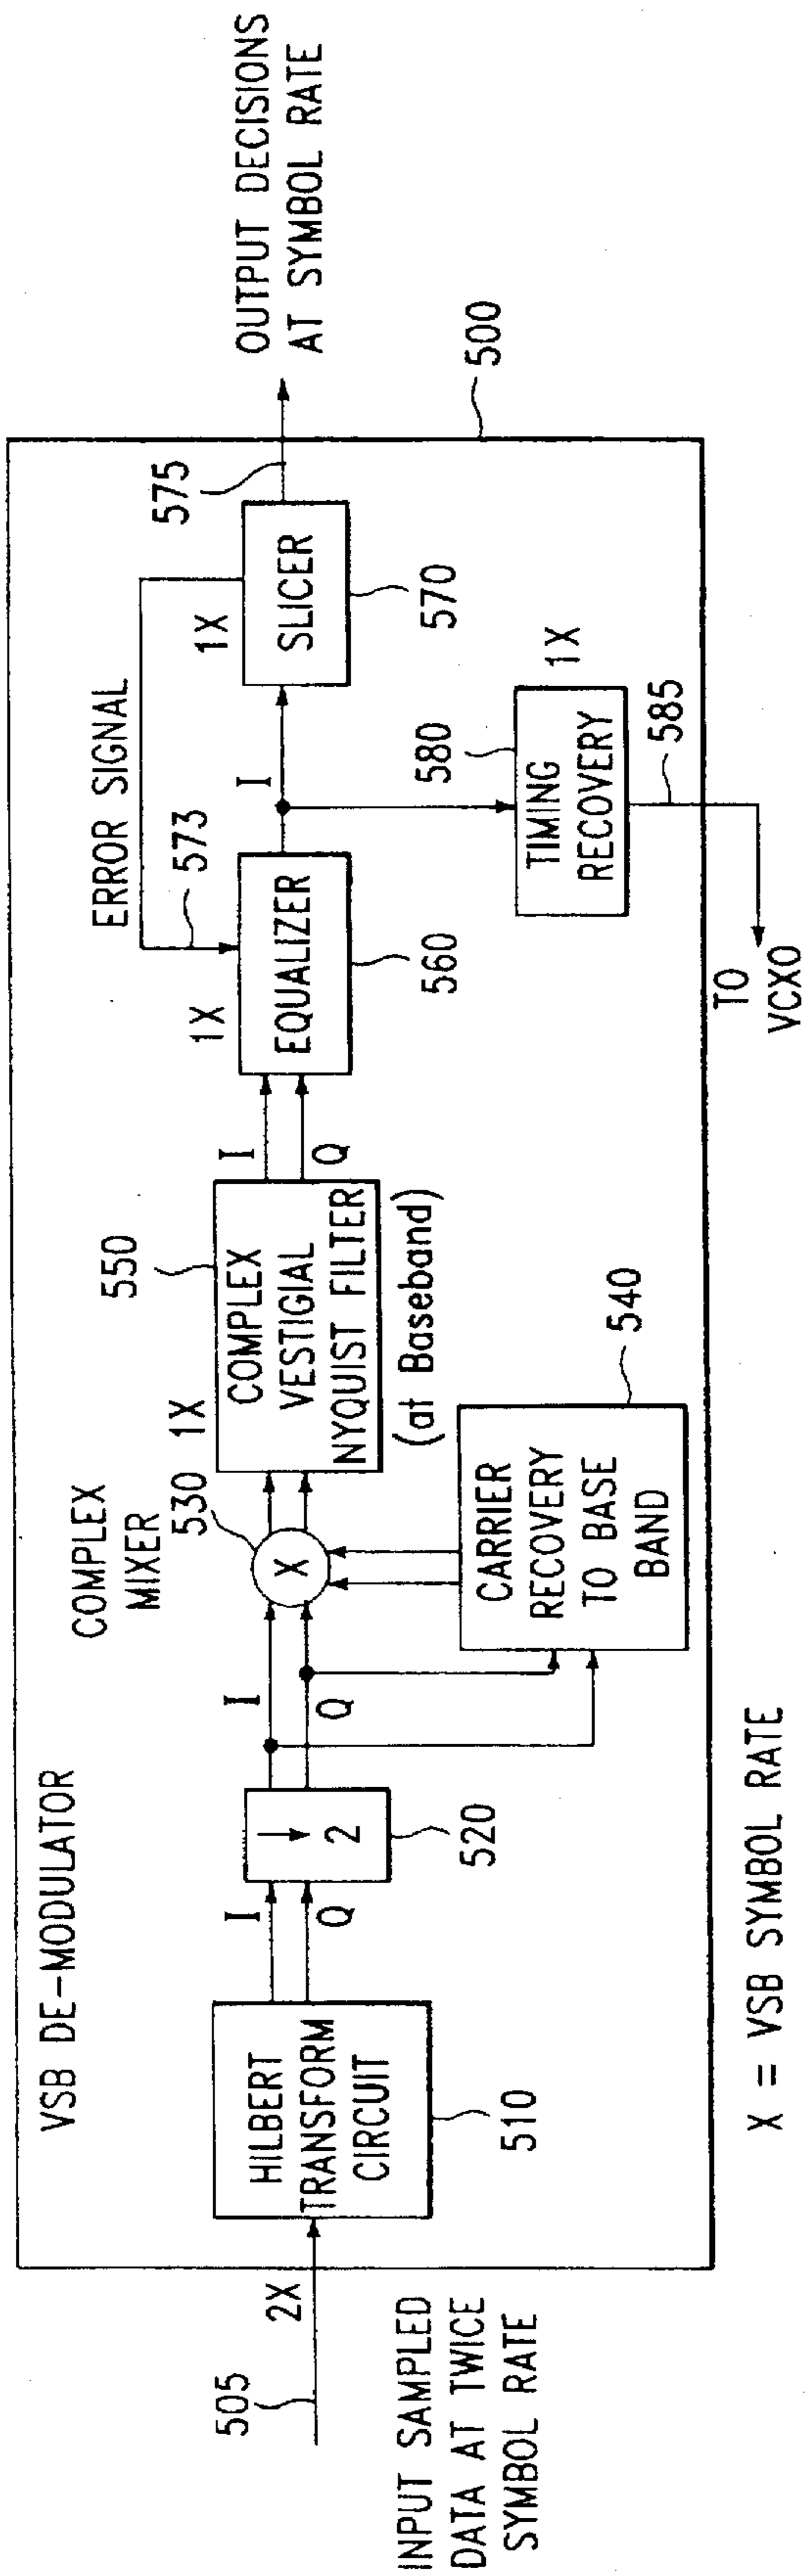 VSB DE-MODULATOR
INPUT SAMPLED
DATA AT TWICE
SYMBOL RATE
505
2X
HILBERT
TRANSFORM
CIRCUIT
510
I
Q
↓ 2
520
I
Q
COMPLEX
MIXER
530
X
CARRIER
RECOVERY
TO BASE
BAND
540
1X
550
COMPLEX
VESTIGIAL
NYQUIST FILTER
(at Baseband)
I
Q
1X
EQUALIZER
560
573
ERROR SIGNAL
I
1X
SLICER
570
575
580
TIMING
RECOVERY
1X
585
TO
VCXO
500
OUTPUT DECISIONS
AT SYMBOL RATE
X = VSB SYMBOL RATE